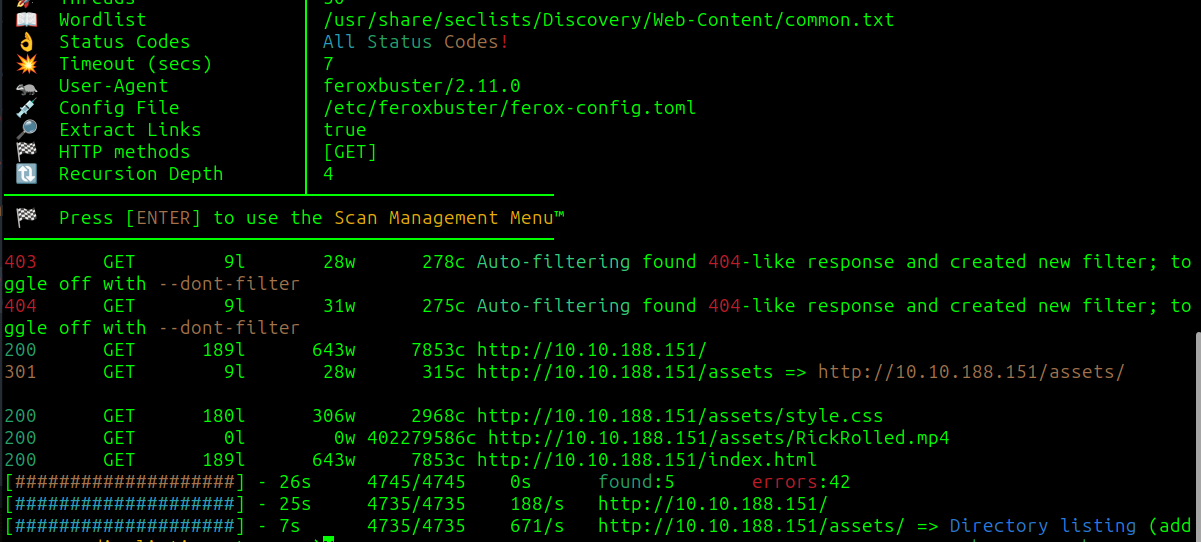 Threads 50
Wordlist /usr/share/seclists/Discovery/Web-Content/common.txt
Status Codes All Status Codes!
Timeout (secs) 7
User-Agent feroxbuster/2.11.0
Config File /etc/feroxbuster/ferox-config.toml
Extract Links true
HTTP methods [GET]
Recursion Depth 4
Press [ENTER] to use the Scan Management Menu™
403 GET 9l 28w 278c Auto-filtering found 404-like response and created new filter; to
ggle off with --dont-filter
404 GET 9l 31w 275c Auto-filtering found 404-like response and created new filter; to
ggle off with --dont-filter
200 GET 189l 643w 7853c http://10.10.188.151/
301 GET 9l 28w 315c http://10.10.188.151/assets => http://10.10.188.151/assets/
200 GET 180l 306w 2968c http://10.10.188.151/assets/style.css
200 GET 0l 0w 402279586c http://10.10.188.151/assets/RickRolled.mp4
200 GET 189l 643w 7853c http://10.10.188.151/index.html
[####################] - 26s 4745/4745 0s found:5 errors:42
[####################] - 25s 4735/4735 188/s http://10.10.188.151/
[####################] - 7s 4735/4735 671/s http://10.10.188.151/assets/ => Directory listing (add